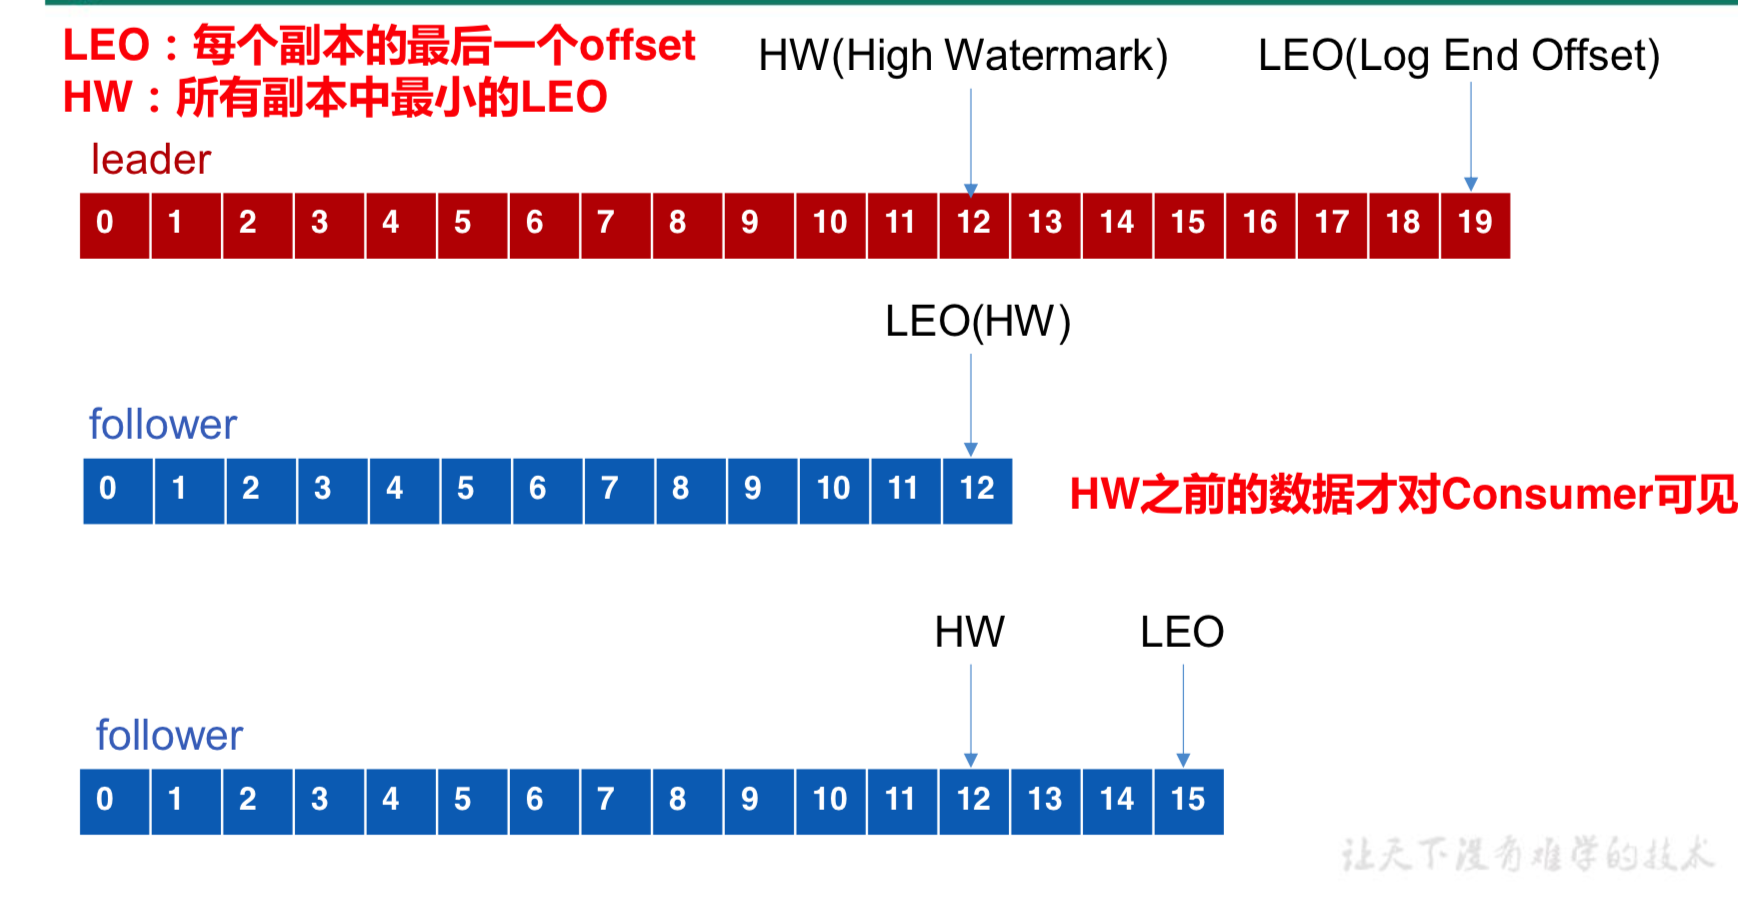 LEO：每个副本的最后一个offset
HW：所有副本中最小的LEO
HW(High Watermark)
LEO(Log End Offset)
leader
0 1 2 3 4 5 6 7 8 9 10 11 12 13 14 15 16 17 18 19
LEO(HW)
follower
0 1 2 3 4 5 6 7 8 9 10 11 12
HW之前的数据才对Consumer可见
HW
LEO
follower
0 1 2 3 4 5 6 7 8 9 10 11 12 13 14 15
让天下没有难学的技术